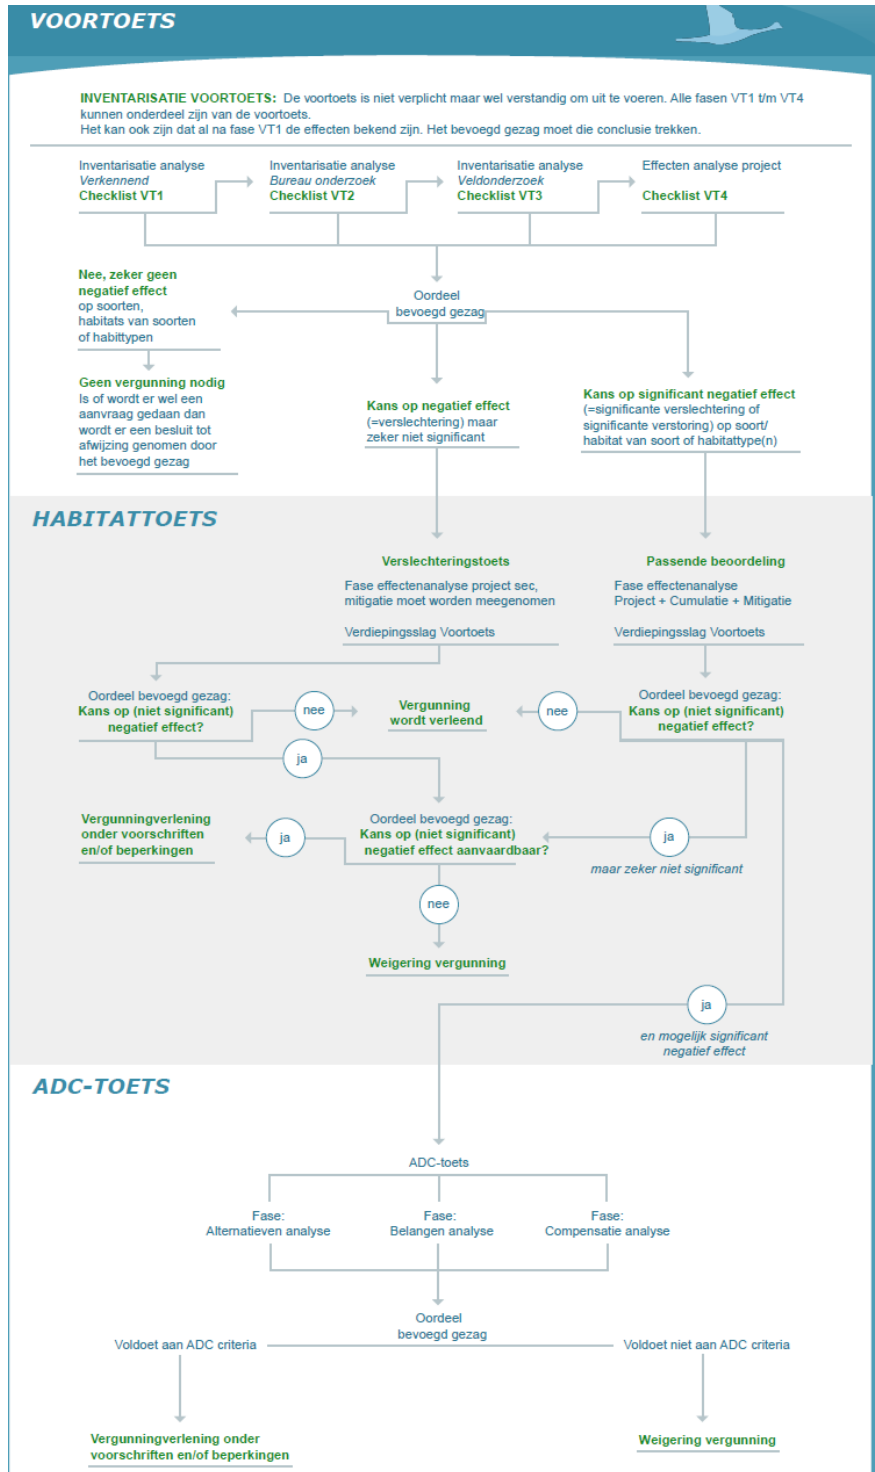 VOORTOETS
INVENTARISATIE VOORTOETS: De voortoets is niet verplicht maar wel verstandig om uit te voeren. Alle fasen VT1 t/m VT4
kunnen onderdeel zijn van de voortoets.
Het kan ook zijn dat al na fase VT1 de effecten bekend zijn. Het bevoegd gezag moet die conclusie trekken.
Inventarisatie analyse
Verkennend
Checklist VT1
Inventarisatie analyse
Bureau onderzoek
Checklist VT2
Inventarisatie analyse
Veldonderzoek
Checklist VT3
Effecten analyse project
Checklist VT4
Oordeel
bevoegd gezag
Nee, zeker geen
negatief effect
op soorten,
habitats van soorten
of habittypen
Geen vergunning nodig
Is of wordt er wel een
aanvraag gedaan dan
wordt er een besluit tot
afwijzing genomen door
het bevoegd gezag
Kans op negatief effect
(=verslechtering) maar
zeker niet significant
Kans op significant negatief effect
(=significante verslechtering of
significante verstoring) op soort/
habitat van soort of habitattype(n)
HABITATTOETS
Verslechteringstoets
Fase effectenanalyse project sec,
mitigatie moet worden meegenomen
Verdiepingsslag Voortoets
Passende beoordeling
Fase effectenanalyse
Project + Cumulatie + Mitigatie
Verdiepingsslag Voortoets
Oordeel bevoegd gezag:
Kans op (niet significant)
negatief effect?
nee
Vergunning
wordt verleend
nee
Oordeel bevoegd gezag:
Kans op (niet significant)
negatief effect?
ja
Vergunningverlening
onder voorschriften
en/of beperkingen
ja
Oordeel bevoegd gezag:
Kans op (niet significant)
negatief effect aanvaardbaar?
ja
maar zeker niet significant
nee
Weigering vergunning
ja
en mogelijk significant
negatief effect
ADC-TOETS
ADC-toets
Fase:
Alternatieven analyse
Fase:
Belangen analyse
Fase:
Compensatie analyse
Oordeel
bevoegd gezag
Voldoet aan ADC criteria
Voldoet niet aan ADC criteria
Vergunningverlening onder
voorschriften en/of beperkingen
Weigering vergunning